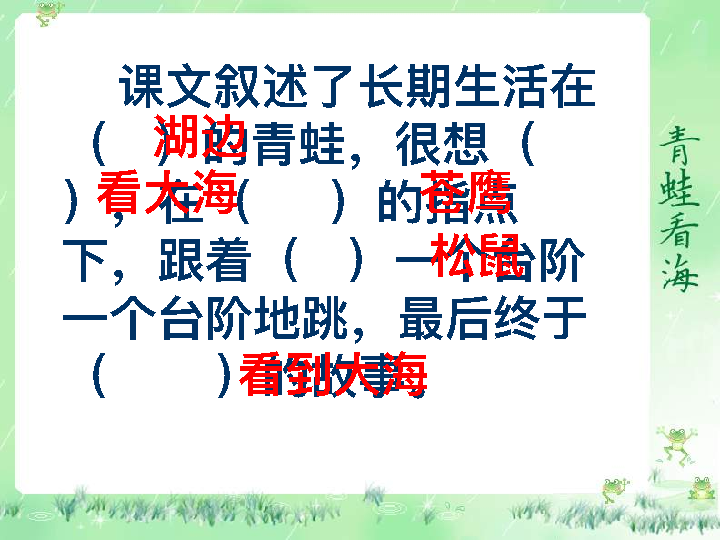 课文叙述了长期生活在
（湖边）的青蛙，很想（
看大海），在（苍鹰）的指点
下，跟着（松鼠）一个台阶
一个台阶地跳，最后终于
（看到大海）的故事。
青蛙看海